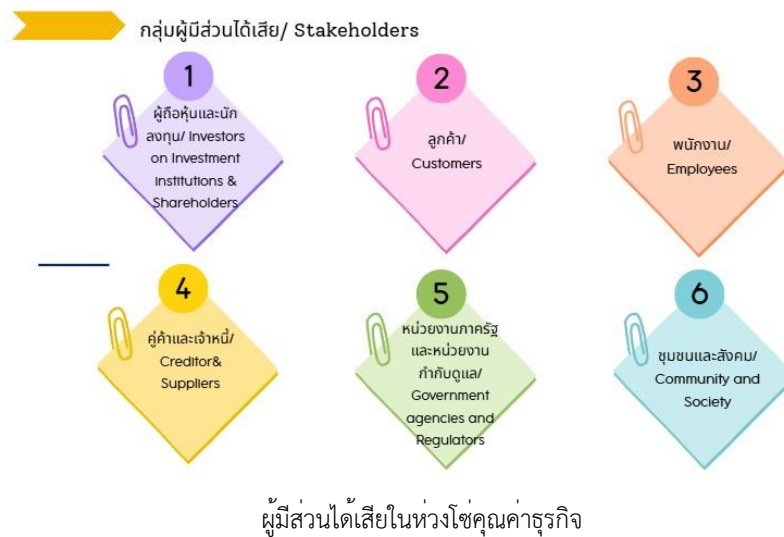 กลุ่มผู้มีส่วนได้เสีย/ Stakeholders
1
ผู้ถือหุ้นและนัก
ลงทุน/ Investors
on Investment
Institutions &
Shareholders
2
ลูกค้า/
Customers
3
พนักงาน/
Employees
4
คู่ค้าและเจ้าหนี้/
Creditor&
Suppliers
5
หน่วยงานภาครัฐ
และหน่วยงาน
กำกับดูแล/
Government
agencies and
Regulators
6
ชุมชนและสังคม/
Community and
Society
ผู้มีส่วนได้เสียในห่วงโซ่คุณค่าธุรกิจ